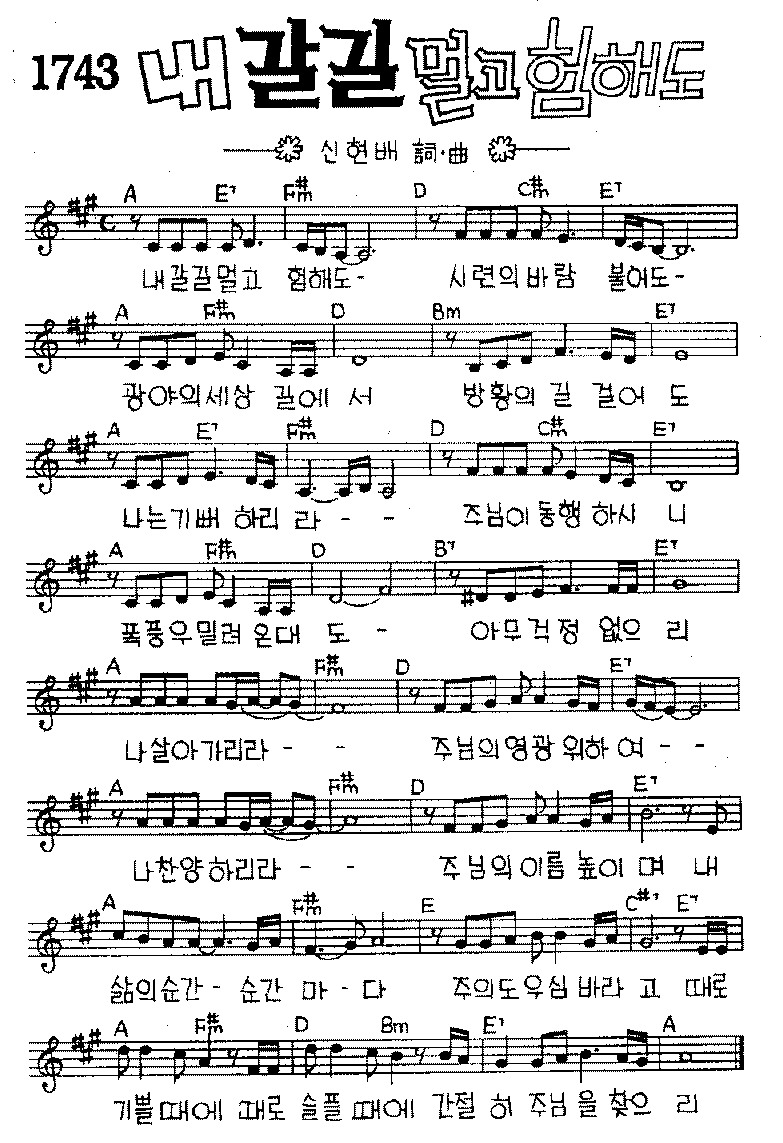 1743 내 갈길 멀고 험해도
신현배 詞·曲
A E7 F#m D C#m E7
내갈길멀고 험해도- 시련의바람 불어도-
A F#m D Bm E7
광야의세상 길에 서 방황의 길 걸어 도
A E7 F#m D C#m E7
나는기뻐 하리 라- - 주님이동행 하시 니
A F#m D B7 E7
폭풍우밀려 온대 도- 아무걱정 없으 리
A F#m D E7
나살아가리라- - 주님의영광 위하 여- -
A F#m D E7
나찬양하리라- - 주님의이름 높이 며 내
A F#m E C#7 E7
삶의순간- 순간 마-다 주의도우심 바라 고 때로
A F#m D Bm E7 A
기쁠 때에 때로 슬플 때에 간절 히 주님 을 찾으 리